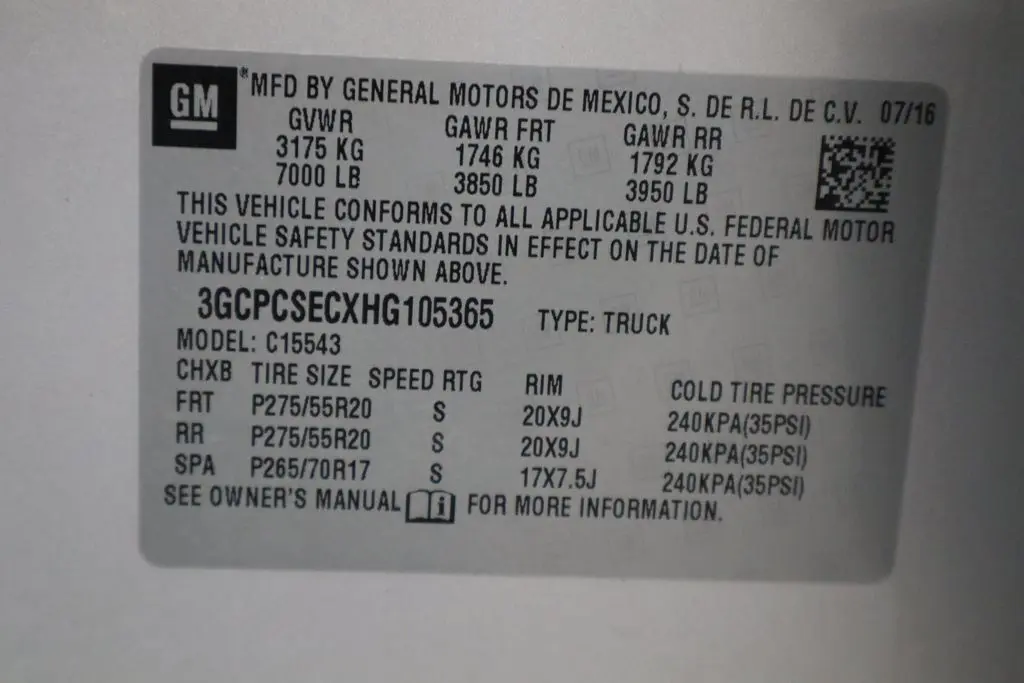 GM ® MFD BY GENERAL MOTORS DE MEXICO, S. DE R.L. DE C.V. 07/16
GVWR GAWR FRT GAWR RR
3175 KG 1746 KG 1792 KG
7000 LB 3850 LB 3950 LB
THIS VEHICLE CONFORMS TO ALL APPLICABLE U.S. FEDERAL MOTOR
VEHICLE SAFETY STANDARDS IN EFFECT ON THE DATE OF
MANUFACTURE SHOWN ABOVE.
3GCPCSECXHG105365 TYPE: TRUCK
MODEL: C15543
CHXB TIRE SIZE SPEED RTG RIM COLD TIRE PRESSURE
FRT P275/55R20 S 20X9J 240KPA(35PSI)
RR P275/55R20 S 20X9J 240KPA(35PSI)
SPA P265/70R17 S 17X7.5J 240KPA(35PSI)
SEE OWNER'S MANUAL i FOR MORE INFORMATION.